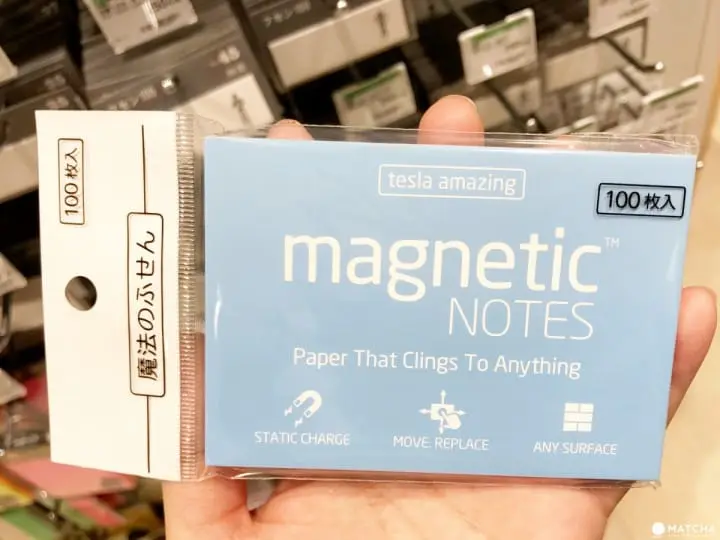 100枚入
魔法のふせん
tesla amazing
100枚入
magnetic™
NOTES
Paper That Clings To Anything
STATIC CHARGE
MOVE. REPLACE
ANY SURFACE
MATCHA